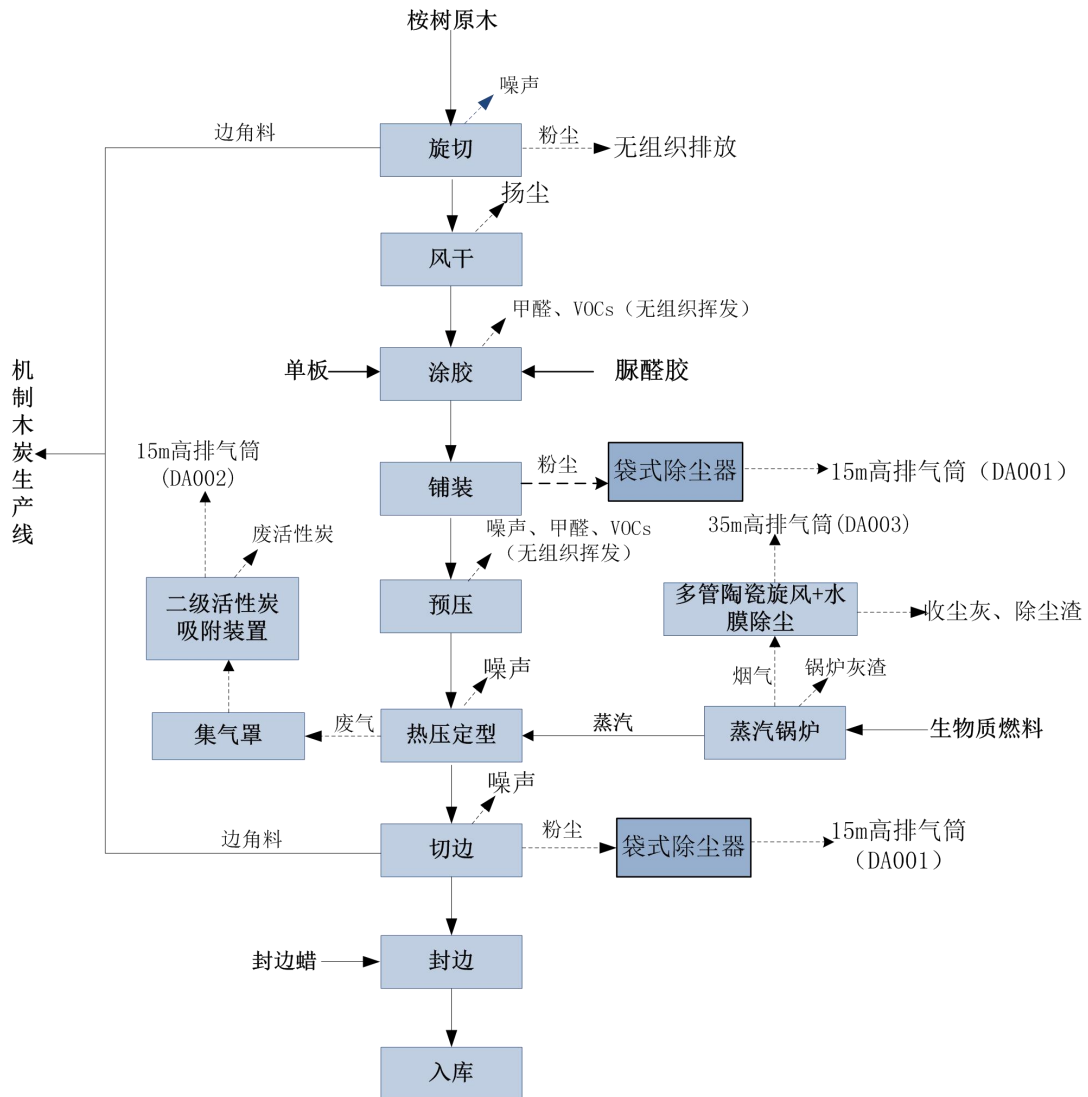 桉树原木
噪声
边角料
旋切
粉尘
无组织排放
扬尘
风干
甲醛、VOCs（无组织挥发）
单板
涂胶
脲醛胶
机制木炭生产线
15m高排气筒
(DA002)
铺装
粉尘
袋式除尘器
15m高排气筒（DA001）
废活性炭
噪声、甲醛、VOCs
（无组织挥发）
35m高排气筒(DA003)
二级活性炭
吸附装置
预压
多管陶瓷旋风+水
膜除尘
收尘灰、除尘渣
噪声
烟气
锅炉灰渣
集气罩
废气
热压定型
蒸汽
蒸汽锅炉
生物质燃料
噪声
边角料
切边
粉尘
袋式除尘器
15m高排气筒
（DA001）
封边蜡
封边
入库